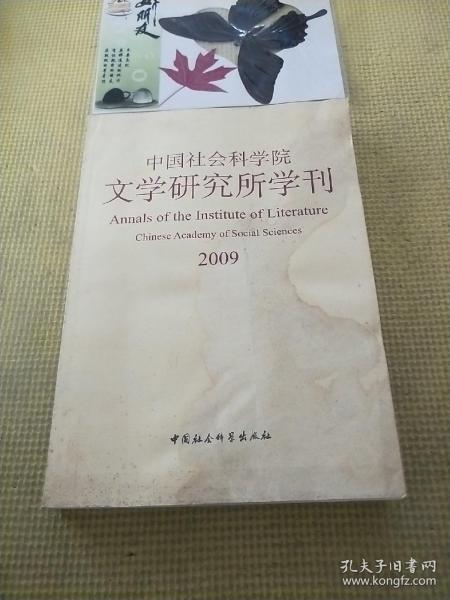 朋友
中国社会科学院
文学研究所学刊
Annals of the Institute of Literature
Chinese Academy of Social Sciences
2009
中国社会科学出版社
孔夫子旧书网
www.kongfz.com